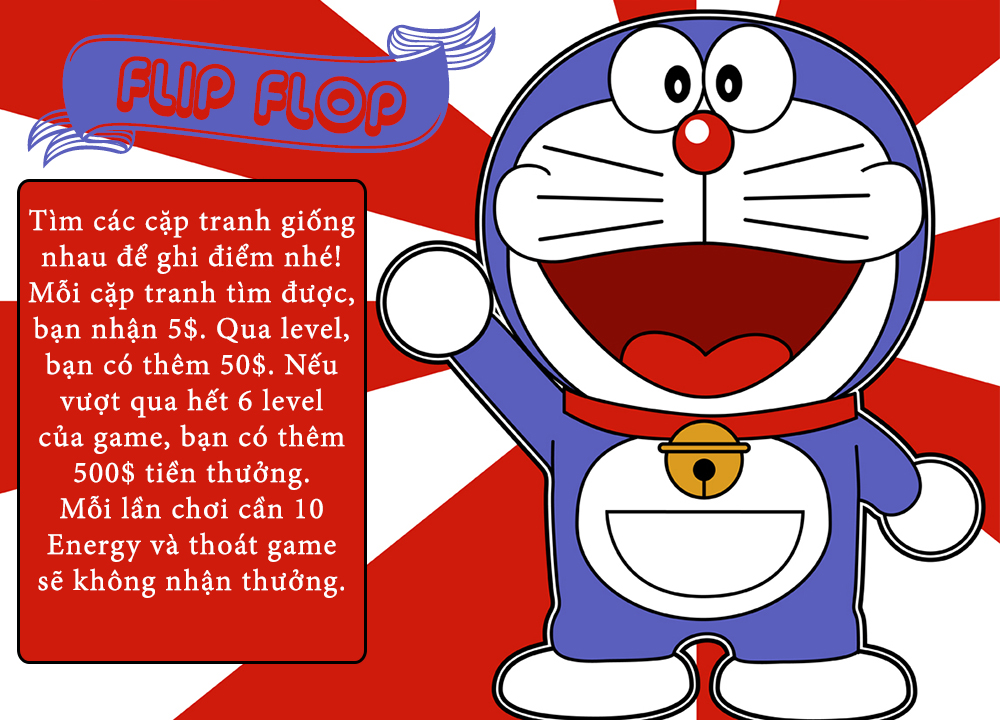 FLIP FLOP
Tìm các cặp tranh giống
nhau để ghi điểm nhé!
Mỗi cặp tranh tìm được,
bạn nhận 5$. Qua level,
bạn có thêm 50$. Nếu
vượt qua hết 6 level
của game, bạn có thêm
500$ tiền thưởng.
Mỗi lần chơi cần 10
Energy và thoát game
sẽ không nhận thưởng.